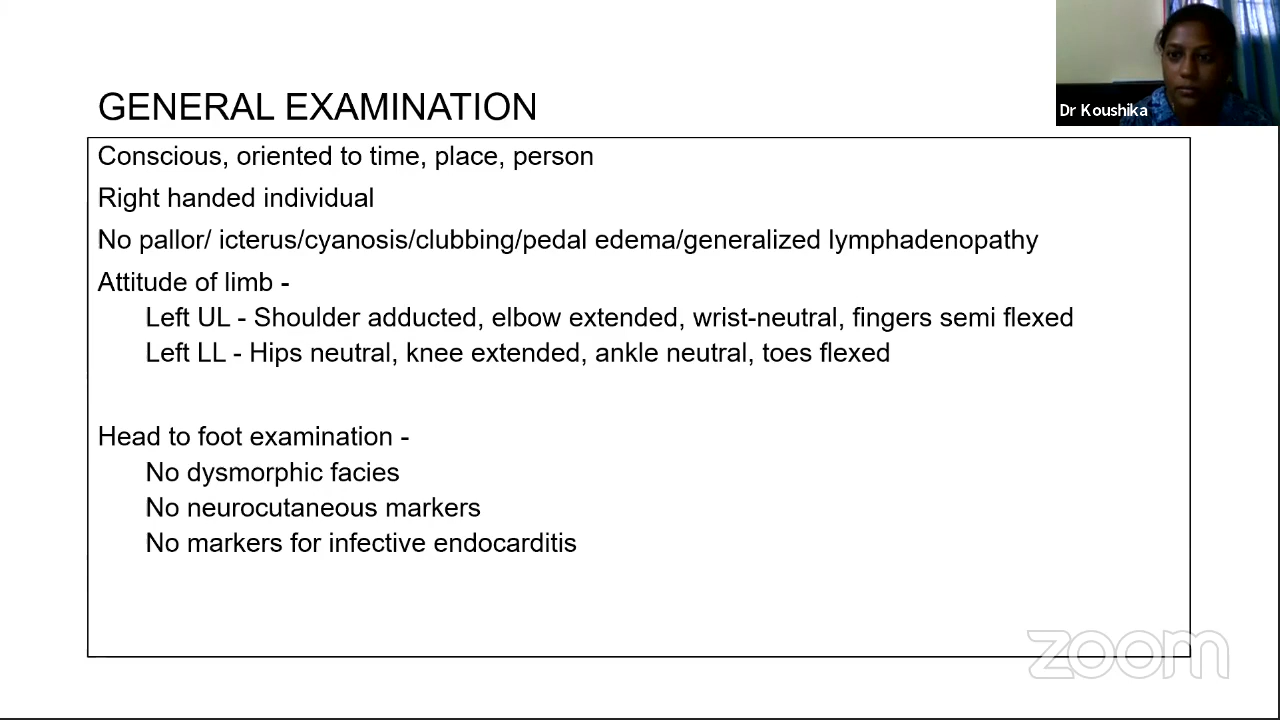 GENERAL EXAMINATION
Dr Koushika
Conscious, oriented to time, place, person
Right handed individual
No pallor/ icterus/cyanosis/clubbing/pedal edema/generalized lymphadenopathy
Attitude of limb -
Left UL - Shoulder adducted, elbow extended, wrist-neutral, fingers semi flexed
Left LL - Hips neutral, knee extended, ankle neutral, toes flexed
Head to foot examination -
No dysmorphic facies
No neurocutaneous markers
No markers for infective endocarditis
zoom